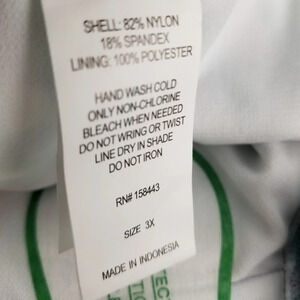 SHELL: 82% NYLON
18% SPANDEX
LINING: 100% POLYESTER
HAND WASH COLD
ONLY NON-CHLORINE
BLEACH WHEN NEEDED
DO NOT WRING OR TWIST
LINE DRY IN SHADE
DO NOT IRON
RN# 158443
SIZE 3X
MADE IN INDONESIA